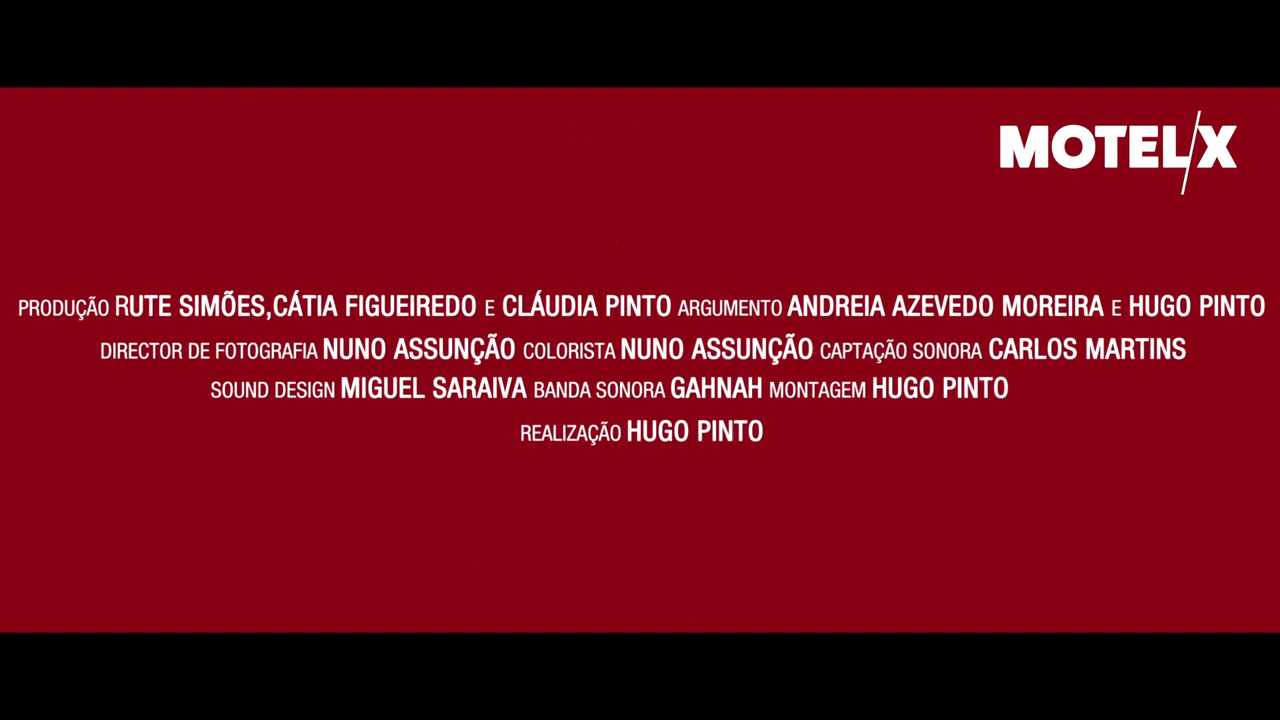 MOTEL/X
PRODUÇÃO RUTE SIMÕES,CÁTIA FIGUEIREDO E CLÁUDIA PINTO ARGUMENTO ANDREIA AZEVEDO MOREIRA E HUGO PINTO
DIRECTOR DE FOTOGRAFIA NUNO ASSUNÇÃO COLORISTA NUNO ASSUNÇÃO CAPTAÇÃO SONORA CARLOS MARTINS
SOUND DESIGN MIGUEL SARAIVA BANDA SONORA GAHNAH MONTAGEM HUGO PINTO
REALIZAÇÃO HUGO PINTO